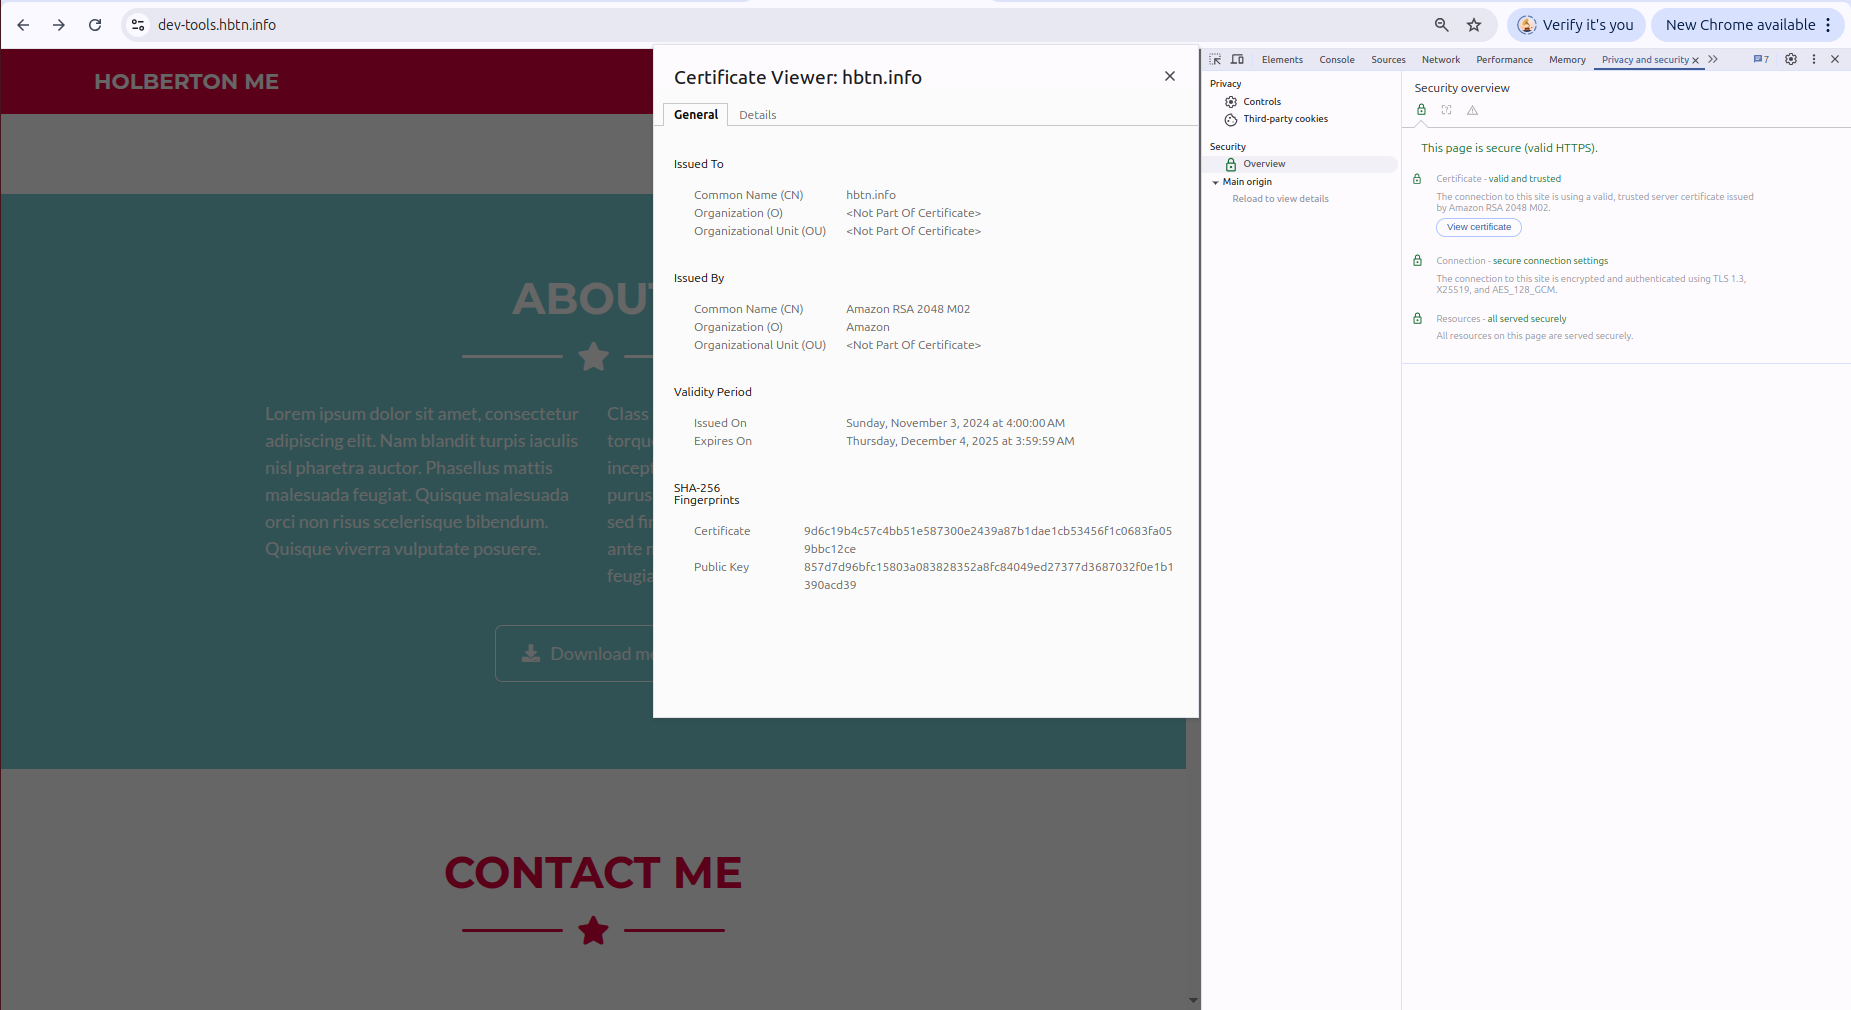 dev-tools.hbtn.info
Verify it's you
New Chrome available
HOLBERTON ME
ABOU
Lorem ipsum dolor sit amet, consectetur
adipiscing elit. Nam blandit turpis iaculis
nisl pharetra auctor. Phasellus mattis
malesuada feugiat. Quisque malesuada
orci non risus scelerisque bibendum.
Quisque viverra vulputate posuere.
Class
torqu
incept
purus
sed fi
ante
feugia
Download me
CONTACT ME
Certificate Viewer: hbtn.info
General Details
Issued To
Common Name (CN) hbtn.info
Organization (O) <Not Part Of Certificate>
Organizational Unit (OU) <Not Part Of Certificate>
Issued By
Common Name (CN) Amazon RSA 2048 M02
Organization (O) Amazon
Organizational Unit (OU) <Not Part Of Certificate>
Validity Period
Issued On Sunday, November 3, 2024 at 4:00:00 AM
Expires On Thursday, December 4, 2025 at 3:59:59 AM
SHA-256
Fingerprints
Certificate 9d6c19b4c57c4bb51e587300e2439a87b1dae1cb53456f1c0683fa05
9bbc12ce
Public Key 857d7d96bfc15803a083828352a8fc84049ed27377d3687032f0e1b1
390acd39
Elements Console Sources Network Performance Memory Privacy and security 7
Privacy
Controls
Third-party cookies
Security
Overview
Main origin
Reload to view details
Security overview
This page is secure (valid HTTPS).
Certificate - valid and trusted
The connection to this site is using a valid, trusted server certificate issued
by Amazon RSA 2048 M02.
View certificate
Connection - secure connection settings
The connection to this site is encrypted and authenticated using TLS 1.3,
X25519, and AES_128_GCM.
Resources - all served securely
All resources on this page are served securely.